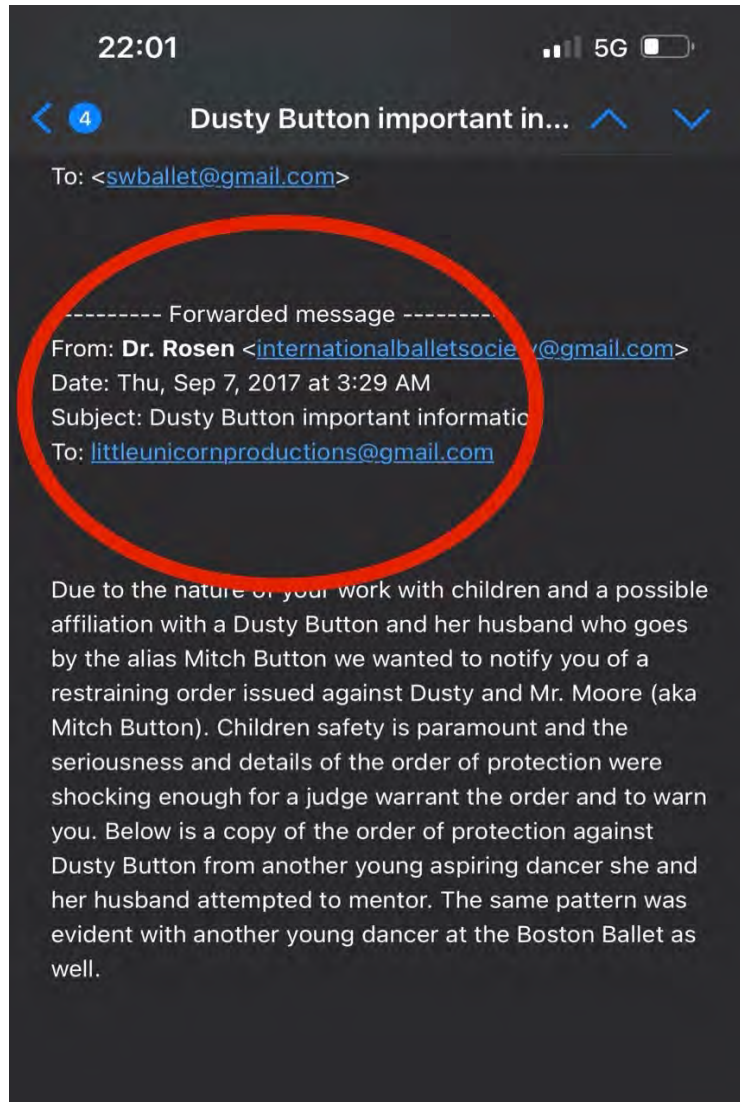 22:01
5G
4
Dusty Button important in...
To: <swballet@gmail.com>
--------- Forwarded message --------
From: Dr. Rosen <internationalballetsociety@gmail.com>
Date: Thu, Sep 7, 2017 at 3:29 AM
Subject: Dusty Button important informatio
To: littleunicornproductions@gmail.com
Due to the nature of your work with children and a possible
affiliation with a Dusty Button and her husband who goes
by the alias Mitch Button we wanted to notify you of a
restraining order issued against Dusty and Mr. Moore (aka
Mitch Button). Children safety is paramount and the
seriousness and details of the order of protection were
shocking enough for a judge warrant the order and to warn
you. Below is a copy of the order of protection against
Dusty Button from another young aspiring dancer she and
her husband attempted to mentor. The same pattern was
evident with another young dancer at the Boston Ballet as
well.